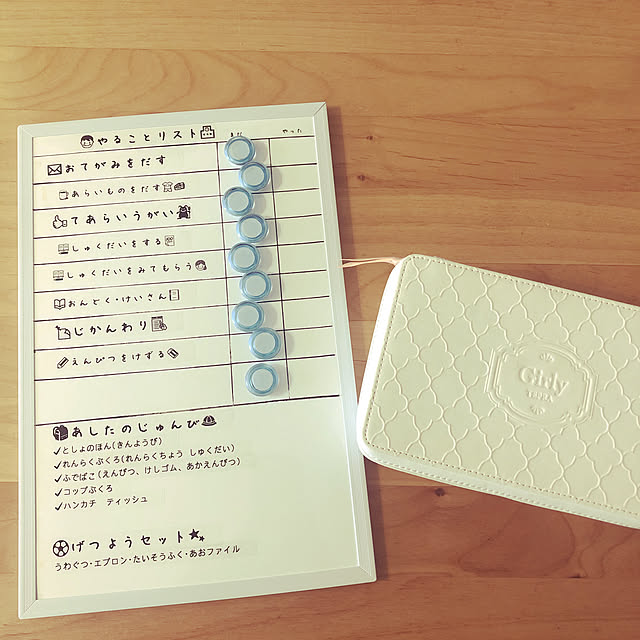 やることリスト
まだ やった
おてがみをだす
あらいものをだす
てあらいうがい
しゅくだいをする
しゅくだいをみてもらう
おんどく・けいさん
じかんわり
えんぴつをけずる
あしたのじゅんび
✓としょのほん(きんようび)
✓れんらくぶくろ(れんらくちょう しゅくだい)
✓ふでばこ(えんぴつ、けしゴム、あかえんぴつ)
✓コップぶくろ
✓ハンカチ ティッシュ
げつようセット
うわぐつ・エプロン・たいそうふく・あおファイル
Girly
TEPRA